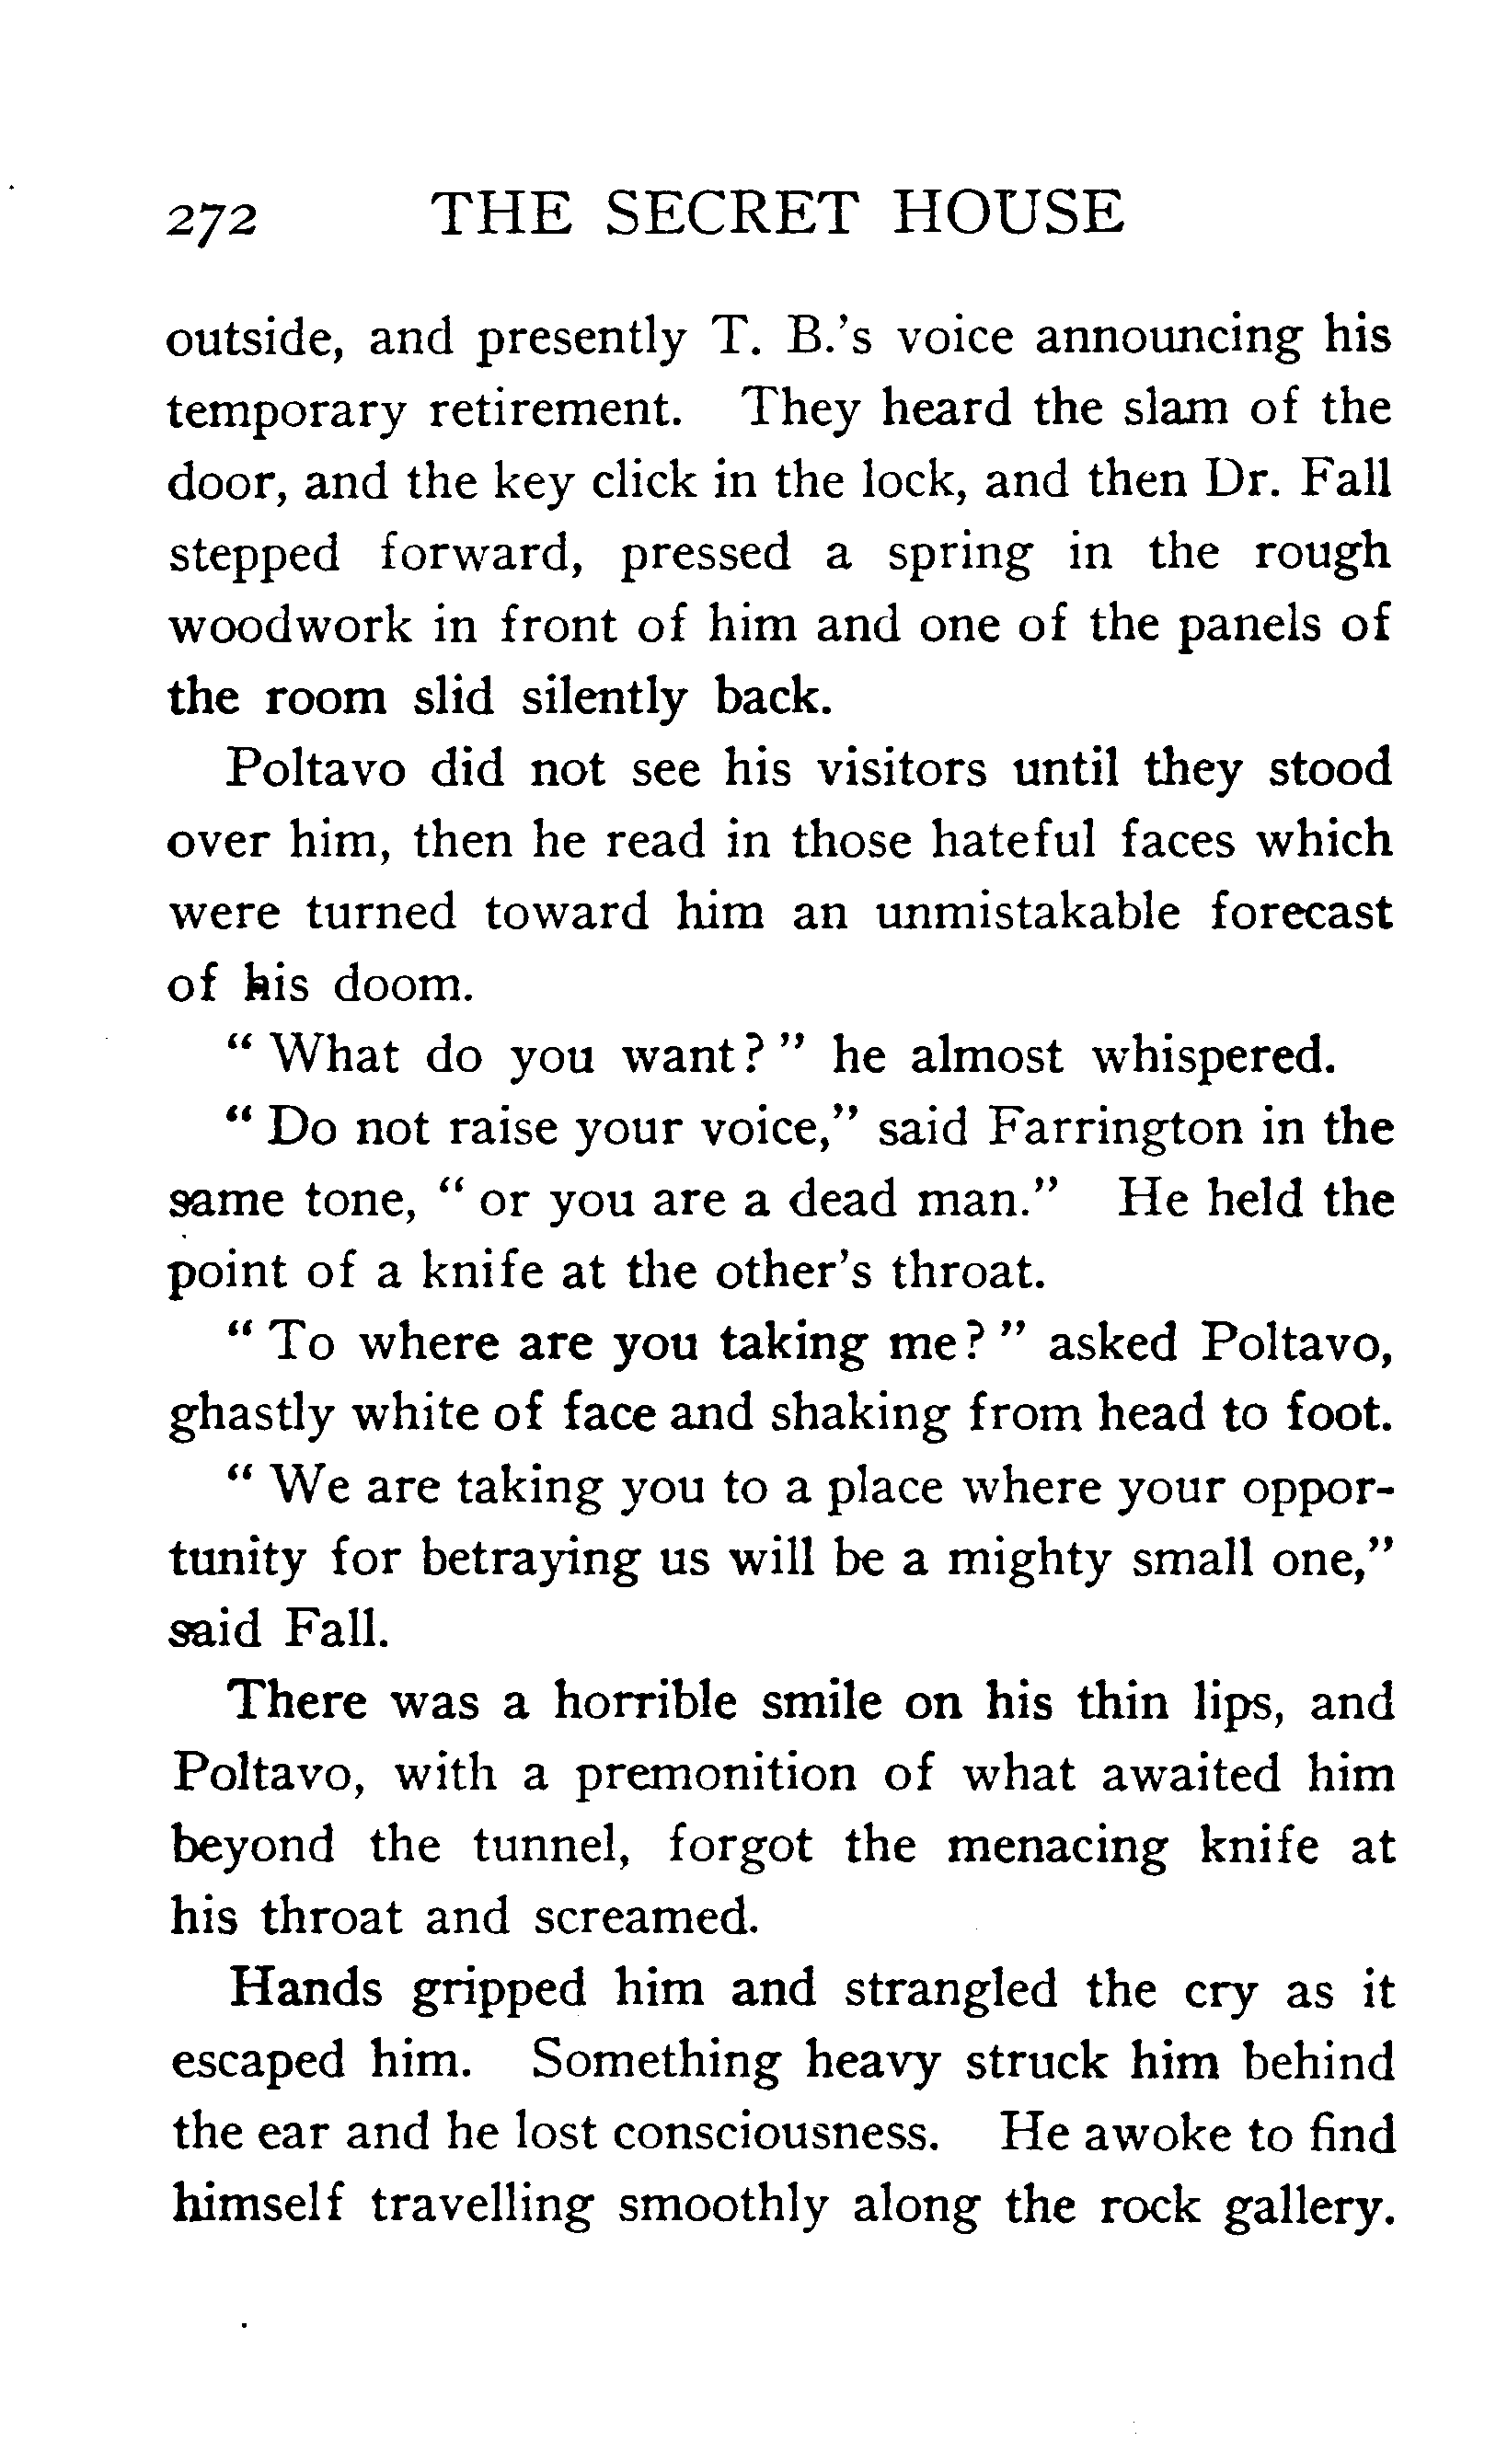 272 THE SECRET HOUSE
outside, and presently T. B.'s voice announcing his
temporary retirement. They heard the slam of the
door, and the key click in the lock, and then Dr. Fall
stepped forward, pressed a spring in the rough
woodwork in front of him and one of the panels of
the room slid silently back.
Poltavo did not see his visitors until they stood
over him, then he read in those hateful faces which
were turned toward him an unmistakable forecast
of his doom.
" What do you want? " he almost whispered.
" Do not raise your voice," said Farrington in the
same tone, " or you are a dead man." He held the
point of a knife at the other's throat.
" To where are you taking me? " asked Poltavo,
ghastly white of face and shaking from head to foot.
" We are taking you to a place where your oppor-
tunity for betraying us will be a mighty small one,"
said Fall.
There was a horrible smile on his thin lips, and
Poltavo, with a premonition of what awaited him
beyond the tunnel, forgot the menacing knife at
his throat and screamed.
Hands gripped him and strangled the cry as it
escaped him. Something heavy struck him behind
the ear and he lost consciousness. He awoke to find
himself travelling smoothly along the rock gallery.